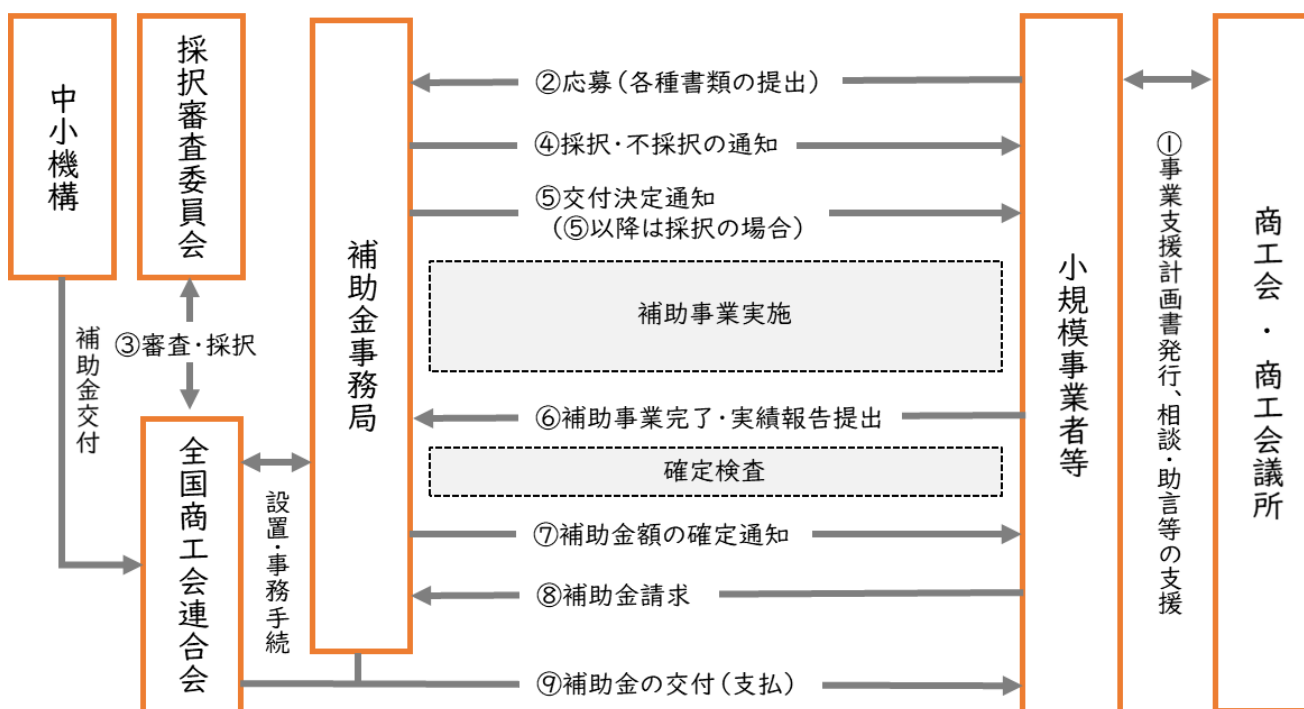 中小機構
採択審査委員会
補助金事務局
小規模事業者等
商工会・商工会議所
全国商工会連合会
①事業支援計画書発行、相談・助言等の支援
②応募(各種書類の提出)
③審査・採択
④採択・不採択の通知
⑤交付決定通知
(⑤以降は採択の場合)
補助事業実施
⑥補助事業完了・実績報告提出
確定検査
⑦補助金額の確定通知
⑧補助金請求
⑨補助金の交付(支払)
補助金交付
設置・事務手続